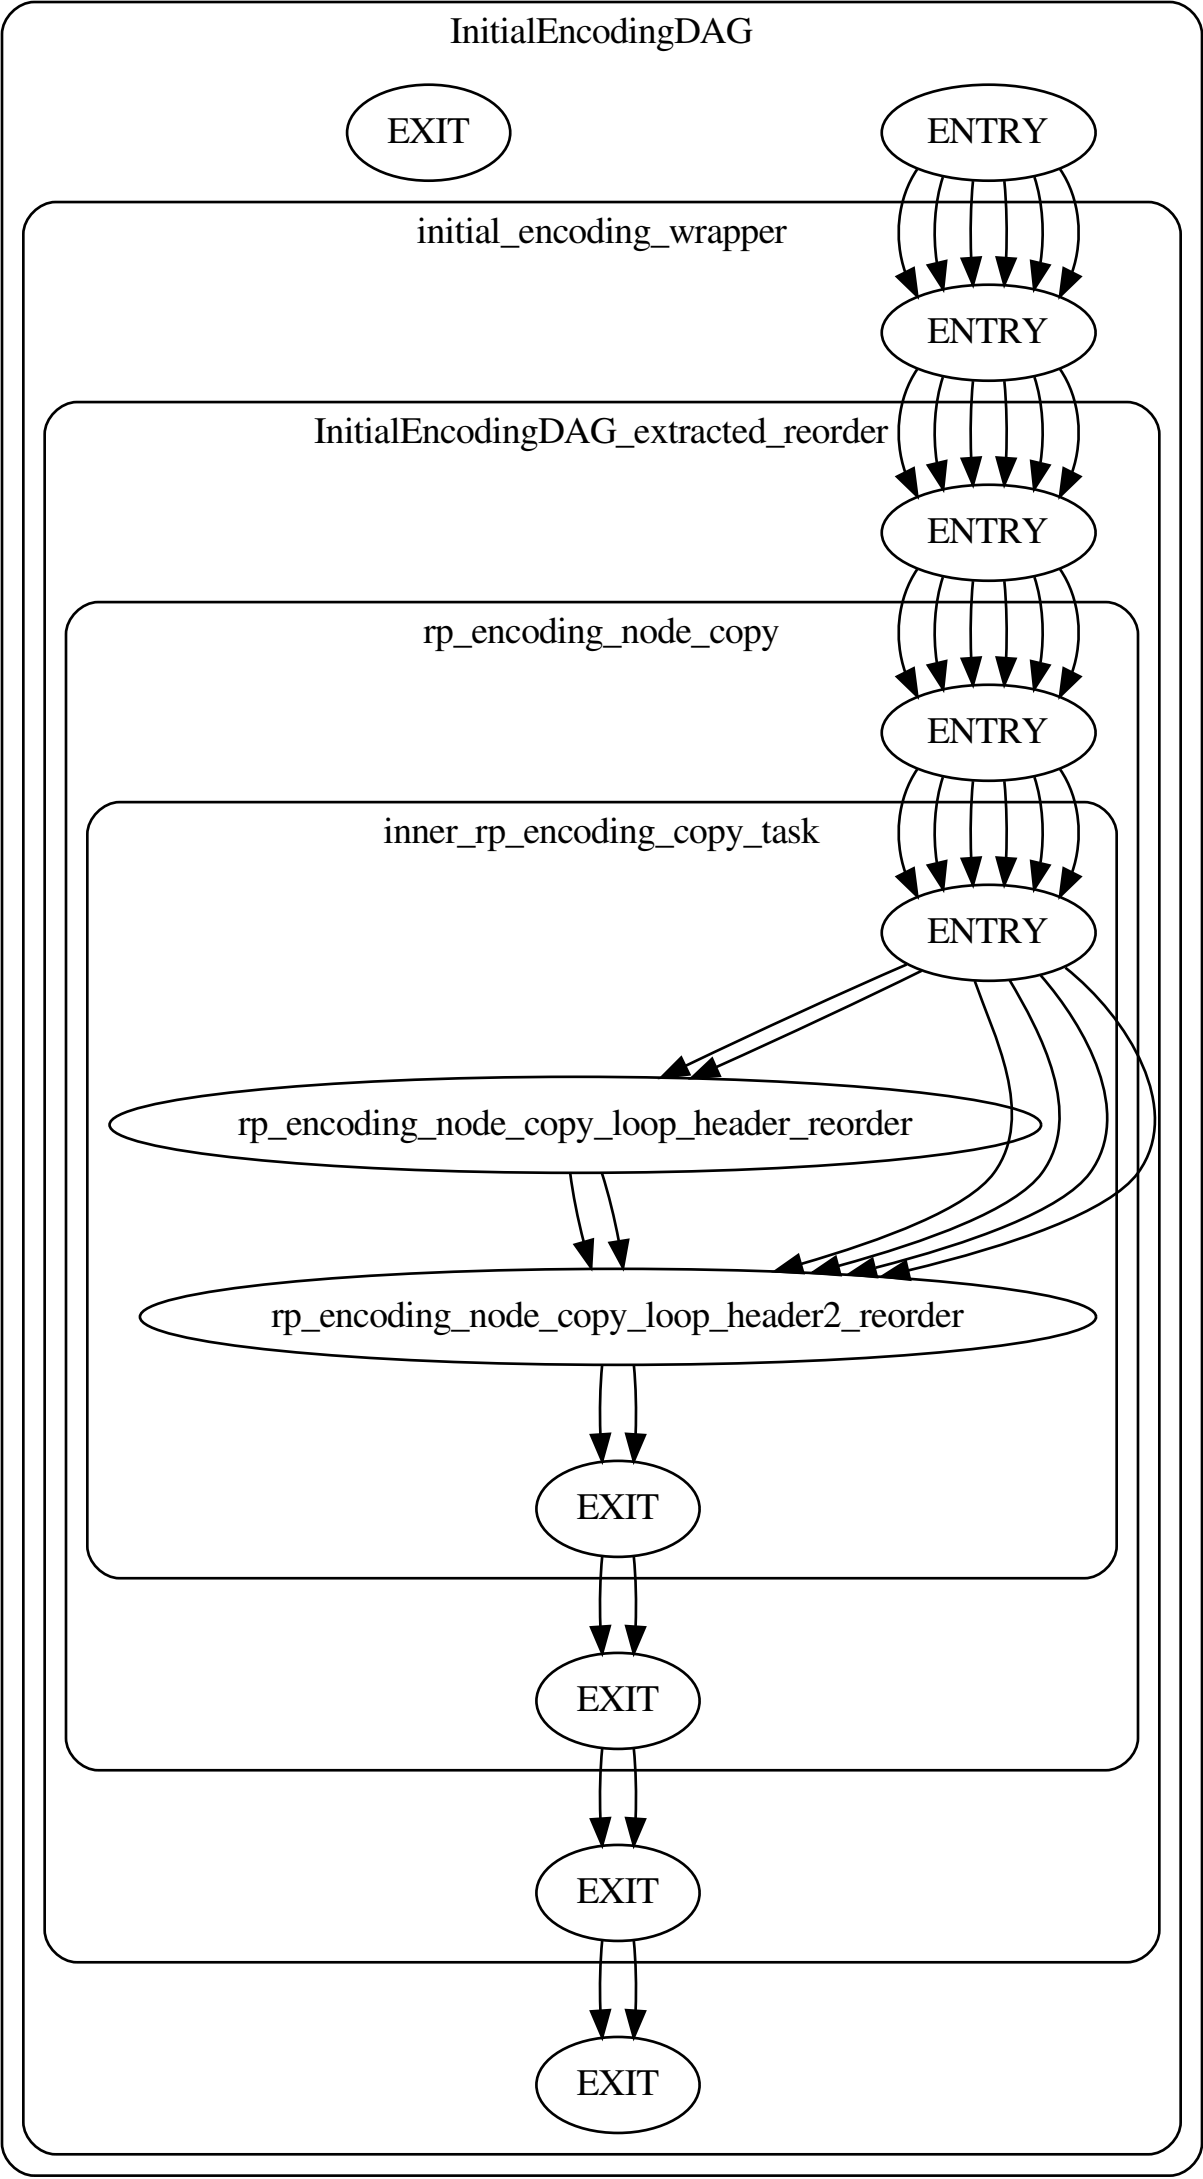 InitialEncodingDAG
EXIT
ENTRY
initial_encoding_wrapper
ENTRY
InitialEncodingDAG_extracted_reorder
ENTRY
rp_encoding_node_copy
ENTRY
inner_rp_encoding_copy_task
ENTRY
rp_encoding_node_copy_loop_header_reorder
rp_encoding_node_copy_loop_header2_reorder
EXIT
EXIT
EXIT
EXIT